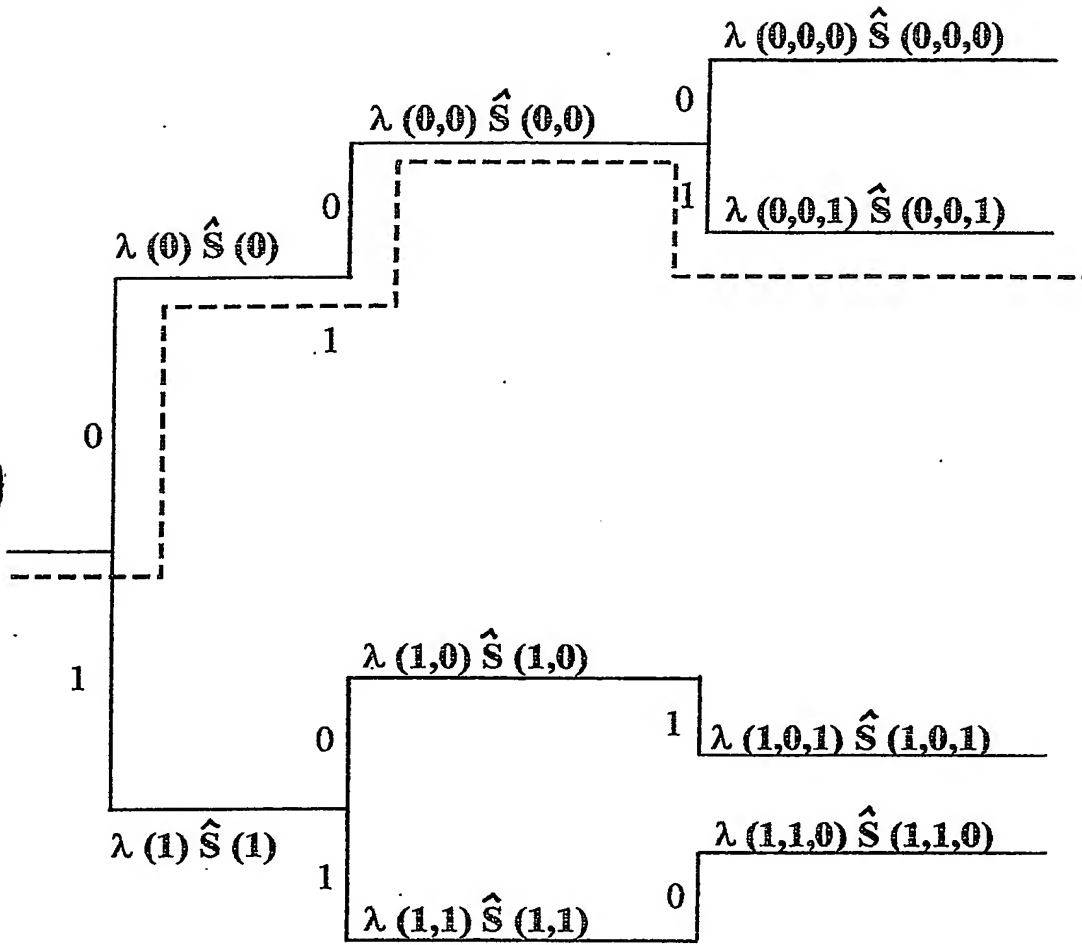 λ (0,0,0) Ŝ (0,0,0)
0
λ (0,0) Ŝ (0,0)
0
1
λ (0,0,1) Ŝ (0,0,1)
λ (0) Ŝ (0)
1
0
1
λ (1,0) Ŝ (1,0)
0
1
λ (1,0,1) Ŝ (1,0,1)
λ (1) Ŝ (1)
λ (1,1,0) Ŝ (1,1,0)
1
0
λ (1,1) Ŝ (1,1)